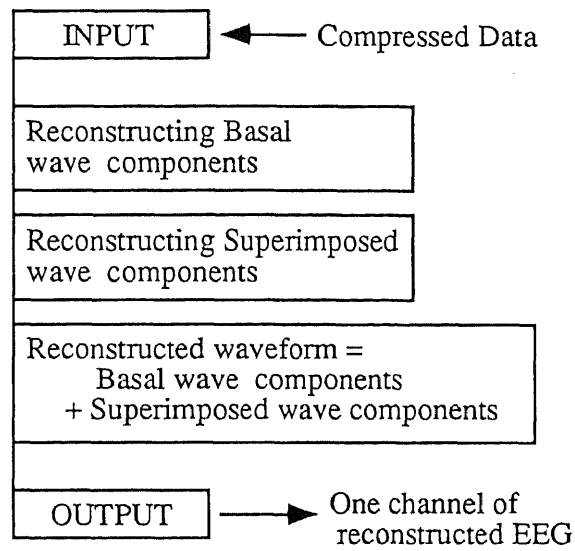 INPUT
Compressed Data
Reconstructing Basal
wave components
Reconstructing Superimposed
wave components
Reconstructed waveform =
Basal wave components
+ Superimposed wave components
OUTPUT
One channel of
reconstructed EEG